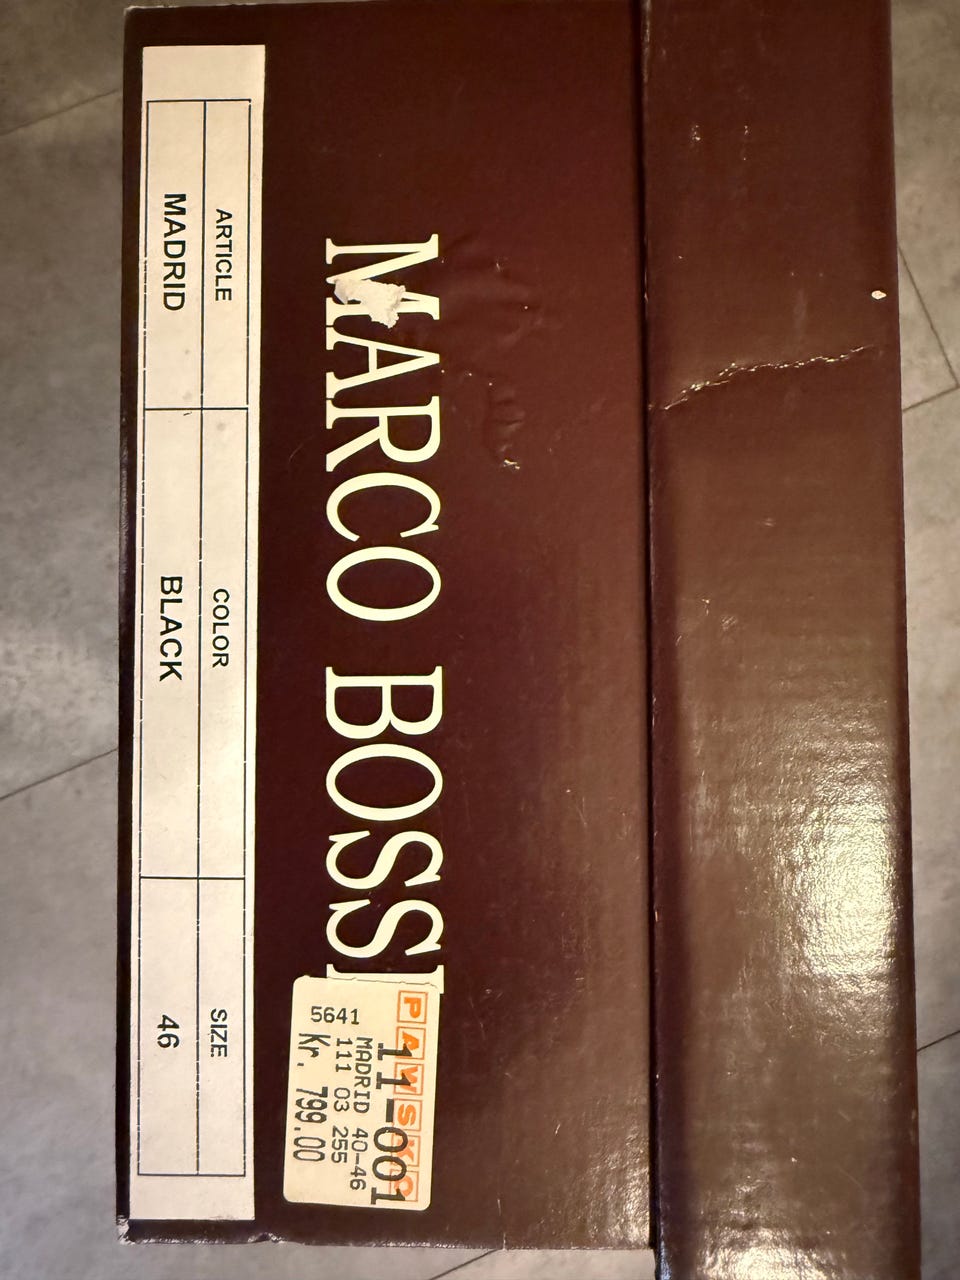 MARCO BOSSI
PAWSKO
11-001
MADRID 40-46
111 03 255
Kr. 799.00
5641
ARTICLE COLOR SIZE
MADRID BLACK 46